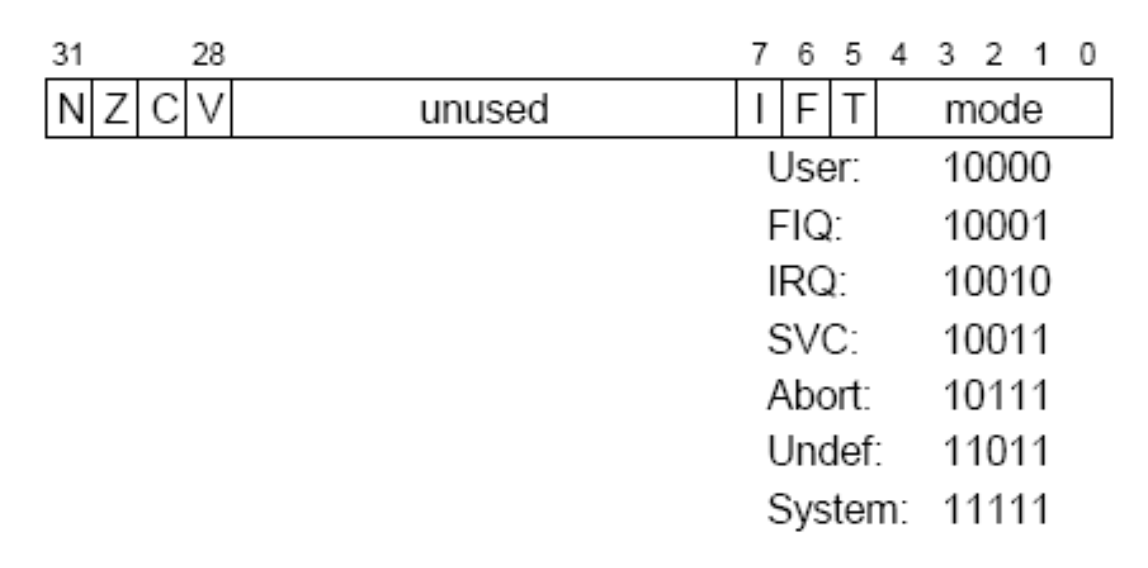 31 28 7 6 5 4 3 2 1 0
N Z C V unused I F T mode
User: 10000
FIQ: 10001
IRQ: 10010
SVC: 10011
Abort: 10111
Undef: 11011
System: 11111